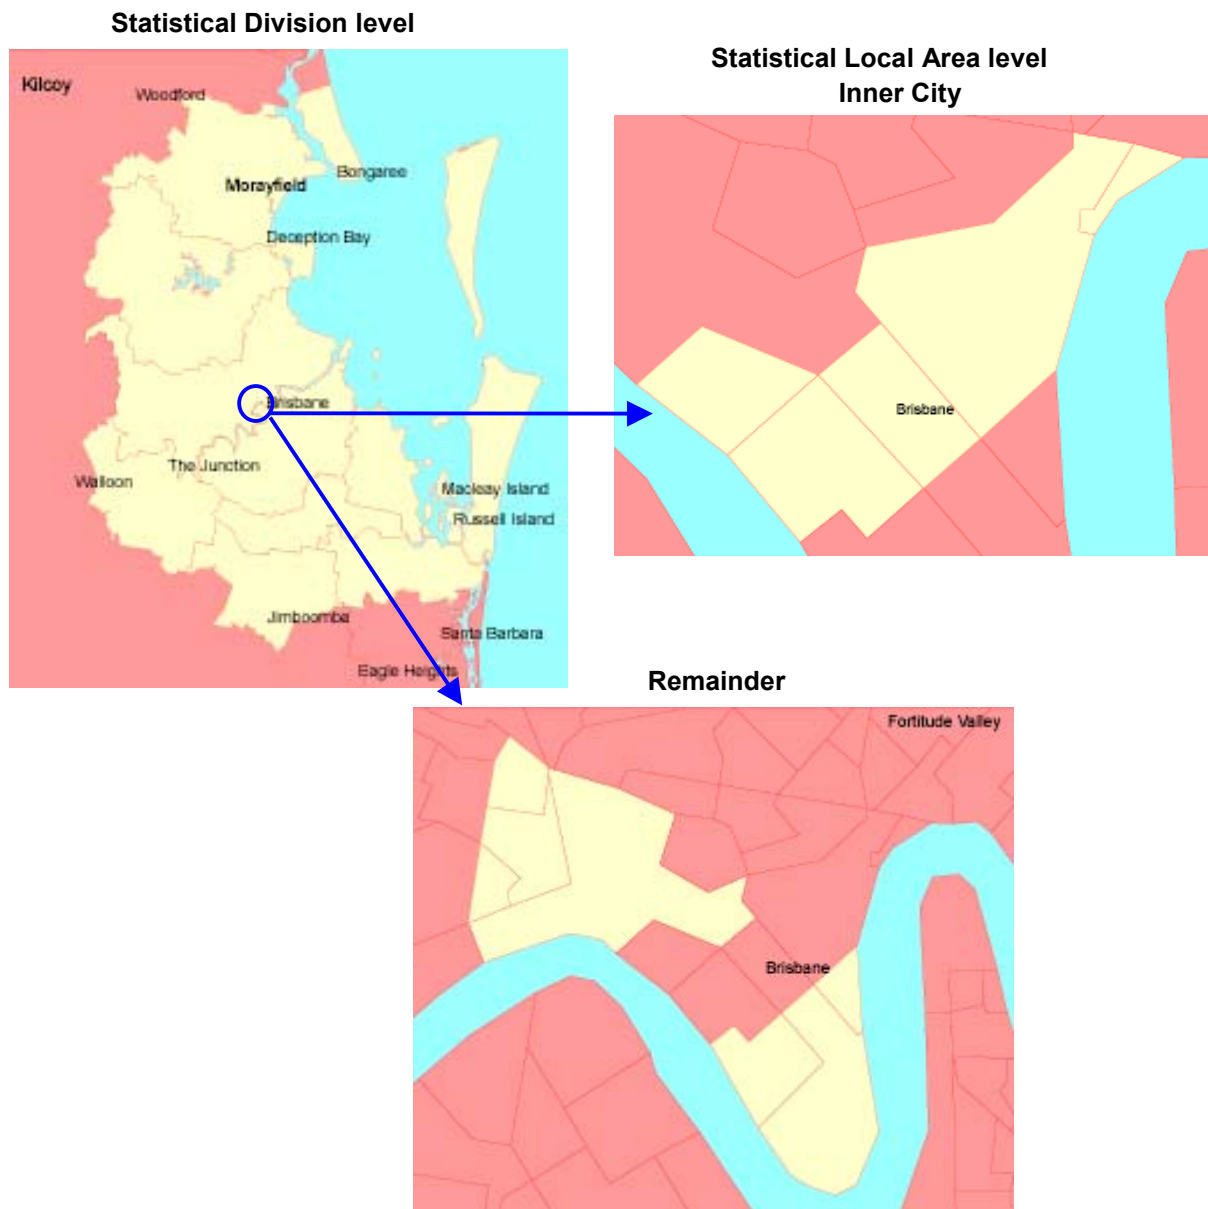 Statistical Division level
Kilcoy
Woodford
Bongaree
Morayfield
Deception Bay
Brisbane
The Junction
Walloon
Macleay Island
Russell Island
Jimboomba
Santa Barbara
Eagle Heights
Statistical Local Area level
Inner City
Brisbane
Remainder
Fortitude Valley
Brisbane